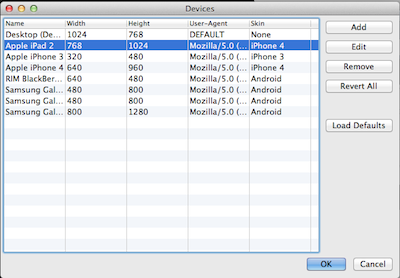 Devices
Name Width Height User-Agent Skin
Desktop (De... 1024 768 DEFAULT None
Apple iPad 2 768 1024 Mozilla/5.0 (... iPhone 4
Apple iPhone 3 320 480 Mozilla/5.0 (... iPhone 3
Apple iPhone 4 640 960 Mozilla/5.0 (... iPhone 4
RIM BlackBer... 640 480 Mozilla/5.0 (... Android
Samsung Gal... 480 800 Mozilla/5.0 (... Android
Samsung Gal... 480 800 Mozilla/5.0 (... Android
Samsung Gal... 800 1280 Mozilla/5.0 (... Android
Add
Edit
Remove
Revert All
Load Defaults
OK
Cancel